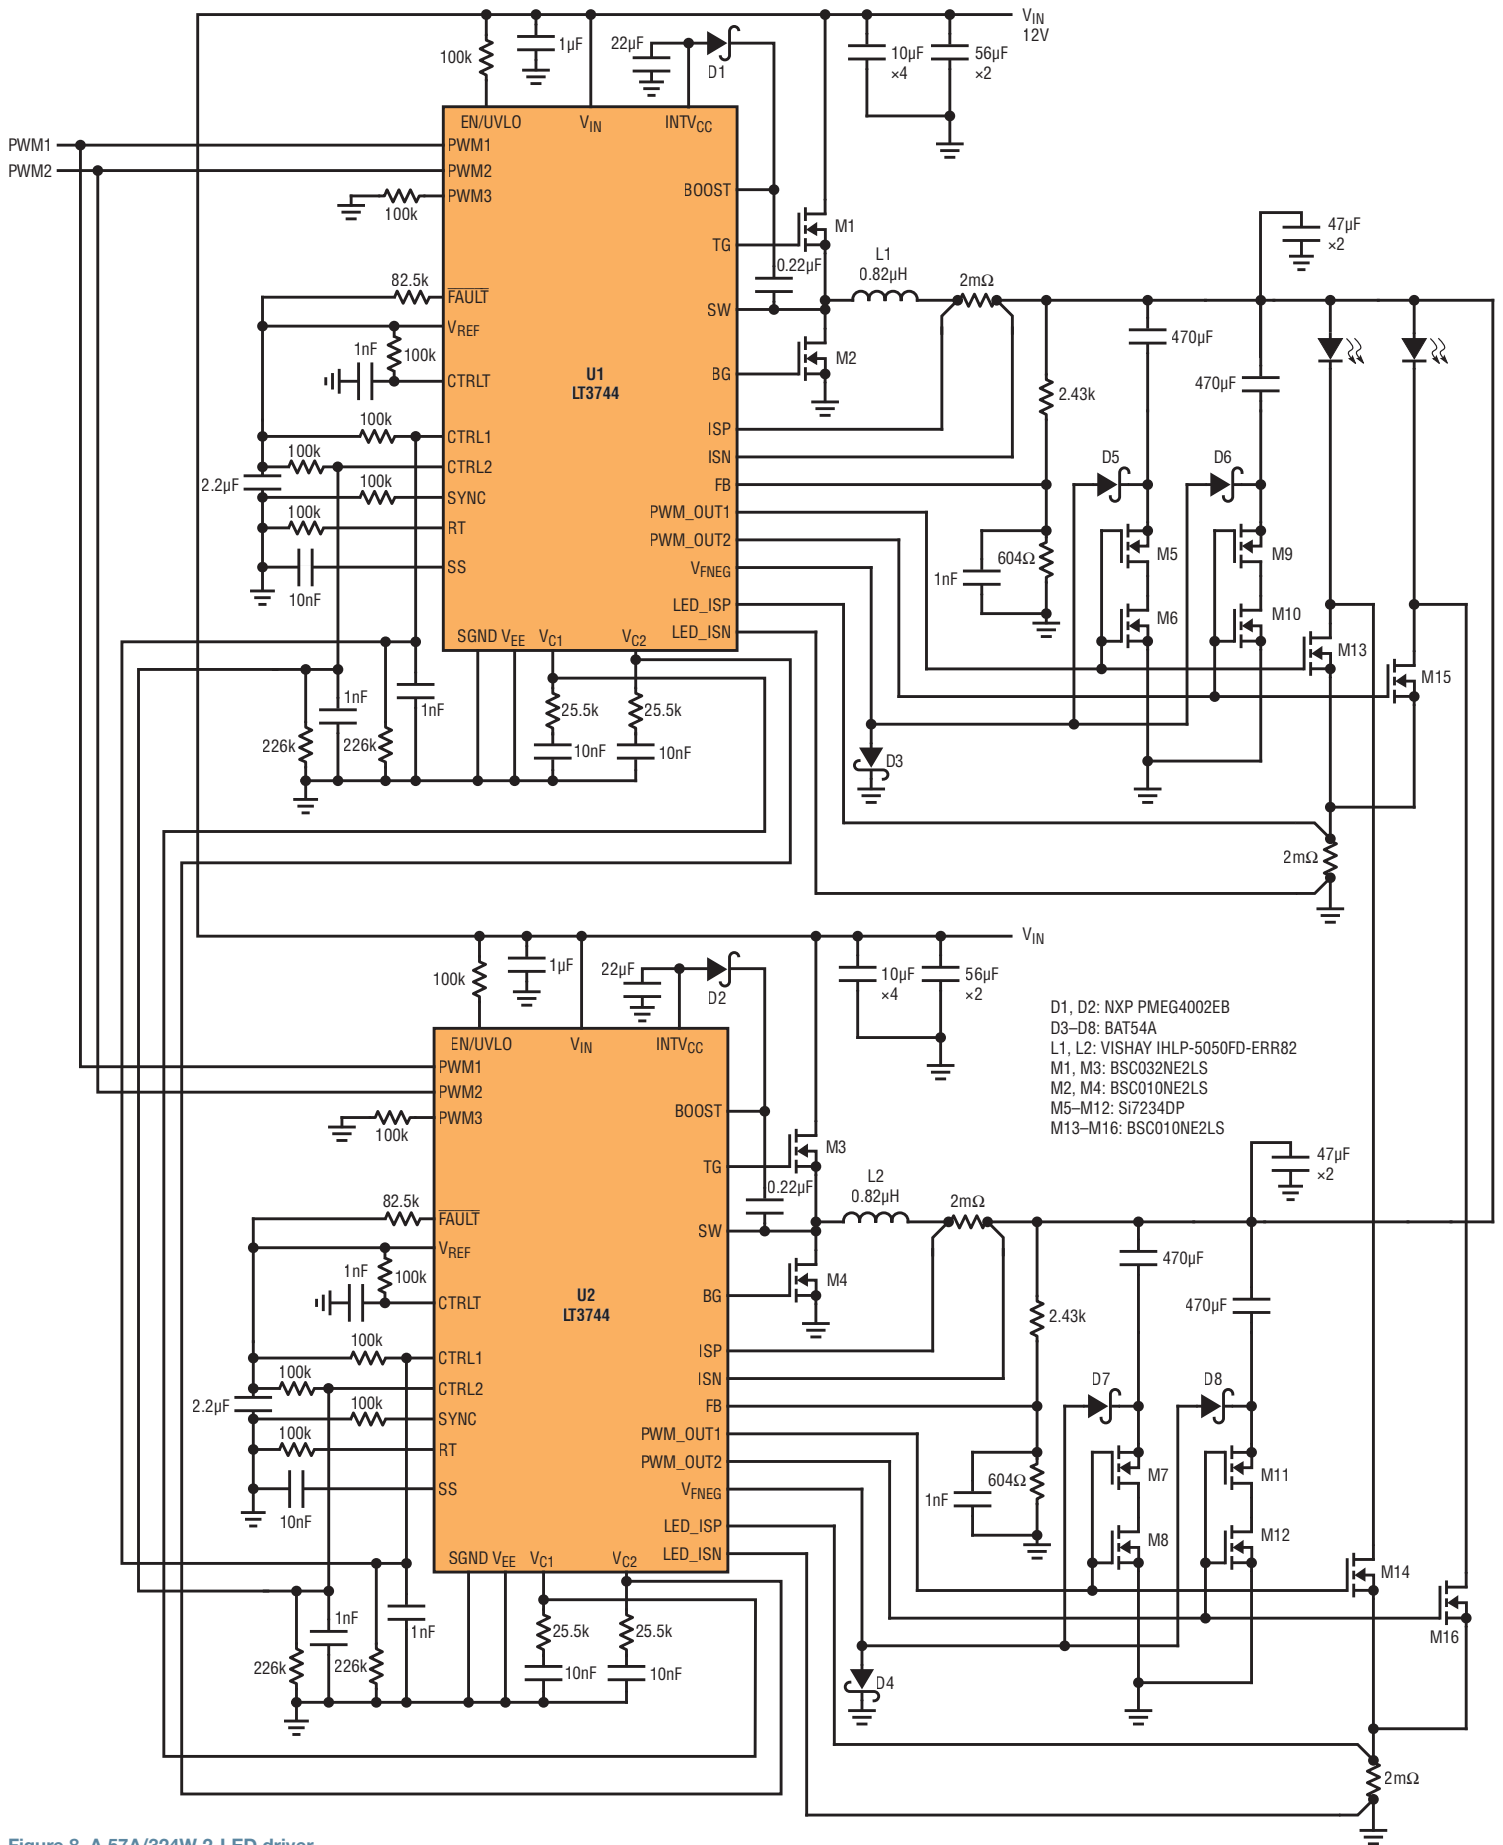 VIN
12V
100k
1µF
22µF
D1
10µF
×4
56µF
×2
EN/UVLO
VIN
INTVCC
PWM1
PWM1
PWM2
PWM2
PWM3
100k
BOOST
TG
M1
0.22µF
L1
0.82µH
2mΩ
47µF
×2
82.5k
FAULT
VREF
1nF
100k
CTRLT
U1
LT3744
SW
BG
M2
470µF
470µF
2.43k
100k
CTRL1
100k
CTRL2
2.2µF
100k
SYNC
100k
RT
SS
10nF
ISP
ISN
FB
PWM_OUT1
PWM_OUT2
VFNEG
LED_ISP
LED_ISN
D5
D6
M5
M9
604Ω
1nF
M6
M10
M13
M15
SGND VEE VC1
VC2
1nF
1nF
25.5k
25.5k
226k
226k
10nF
10nF
D3
2mΩ
VIN
100k
1µF
22µF
D2
10µF
×4
56µF
×2
D1, D2: NXP PMEG4002EB
D3–D8: BAT54A
L1, L2: VISHAY IHLP-5050FD-ERR82
M1, M3: BSC032NE2LS
M2, M4: BSC010NE2LS
M5–M12: Si7234DP
M13–M16: BSC010NE2LS
EN/UVLO
VIN
INTVCC
PWM1
PWM2
PWM3
100k
BOOST
TG
M3
0.22µF
L2
0.82µH
2mΩ
47µF
×2
82.5k
FAULT
VREF
1nF
100k
CTRLT
U2
LT3744
SW
BG
M4
470µF
470µF
2.43k
100k
CTRL1
100k
CTRL2
2.2µF
100k
SYNC
100k
RT
SS
10nF
ISP
ISN
FB
PWM_OUT1
PWM_OUT2
VFNEG
LED_ISP
LED_ISN
D7
D8
M7
M11
604Ω
1nF
M8
M12
M14
M16
SGND VEE VC1
VC2
1nF
1nF
25.5k
25.5k
226k
226k
10nF
10nF
D4
2mΩ
Figure 8. A 57A/324W 2-LED driver